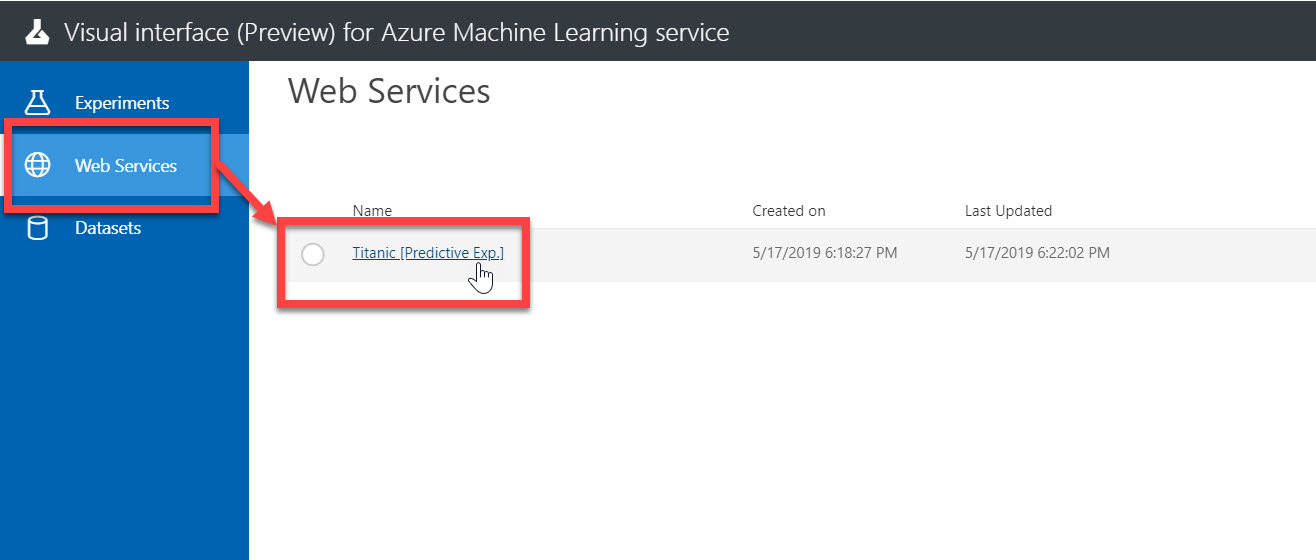 Visual interface (Preview) for Azure Machine Learning service
Experiments
Web Services
Datasets
Web Services
Name Created on Last Updated
Titanic [Predictive Exp.] 5/17/2019 6:18:27 PM 5/17/2019 6:22:02 PM